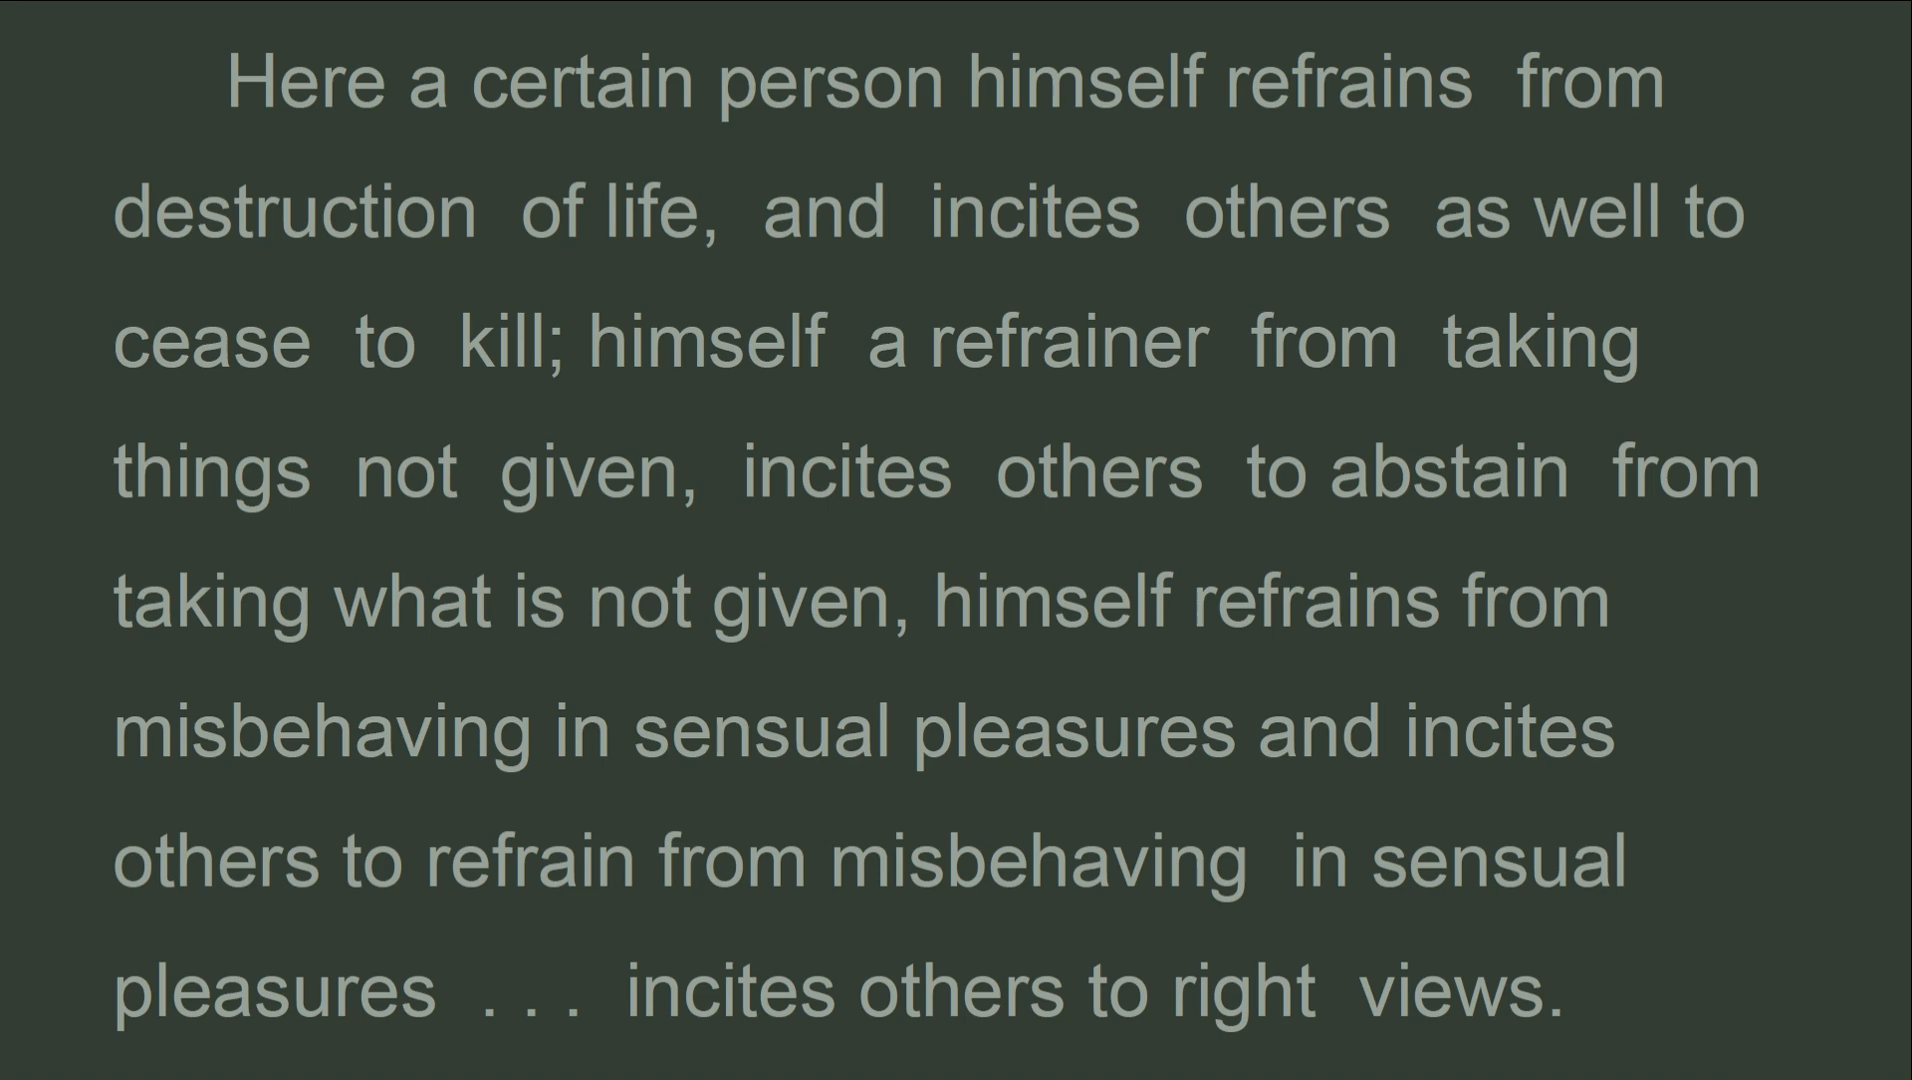 Here a certain person himself refrains from
destruction of life, and incites others as well to
cease to kill; himself a refrainer from taking
things not given, incites others to abstain from
taking what is not given, himself refrains from
misbehaving in sensual pleasures and incites
others to refrain from misbehaving in sensual
pleasures . . . incites others to right views.